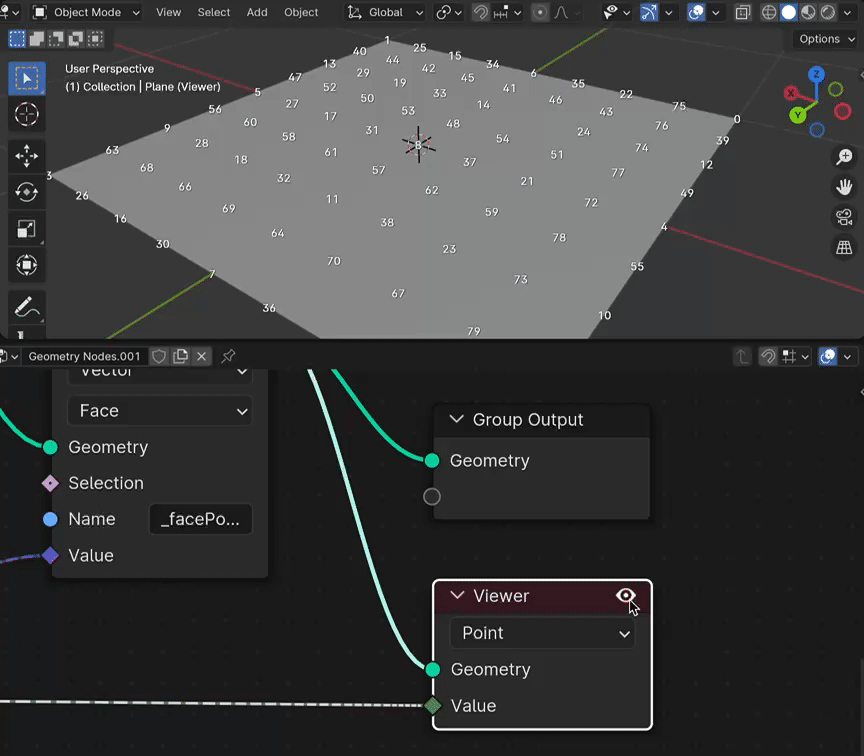 Object Mode View Select Add Object Global
Options
User Perspective
(1) Collection | Plane (Viewer)
1
40 25
44 15
13 42 34
47 29 45 6
52 19 41 35
5 33 22
27 50 46 75
56 53 14 43
17 0
9 60 31 48 76
58 24
28 54 39
63 61 8 51 74
18 37 12
68 57 77
3 66 32 62 21 49
26 11 72
69 59
16 38 4
64 78
30 23
70 55
7 73
67
36 10
79
Geometry Nodes.001
Vector
Face
Geometry
Selection
Name _facePo...
Value
Group Output
Geometry
Viewer
Point
Geometry
Value